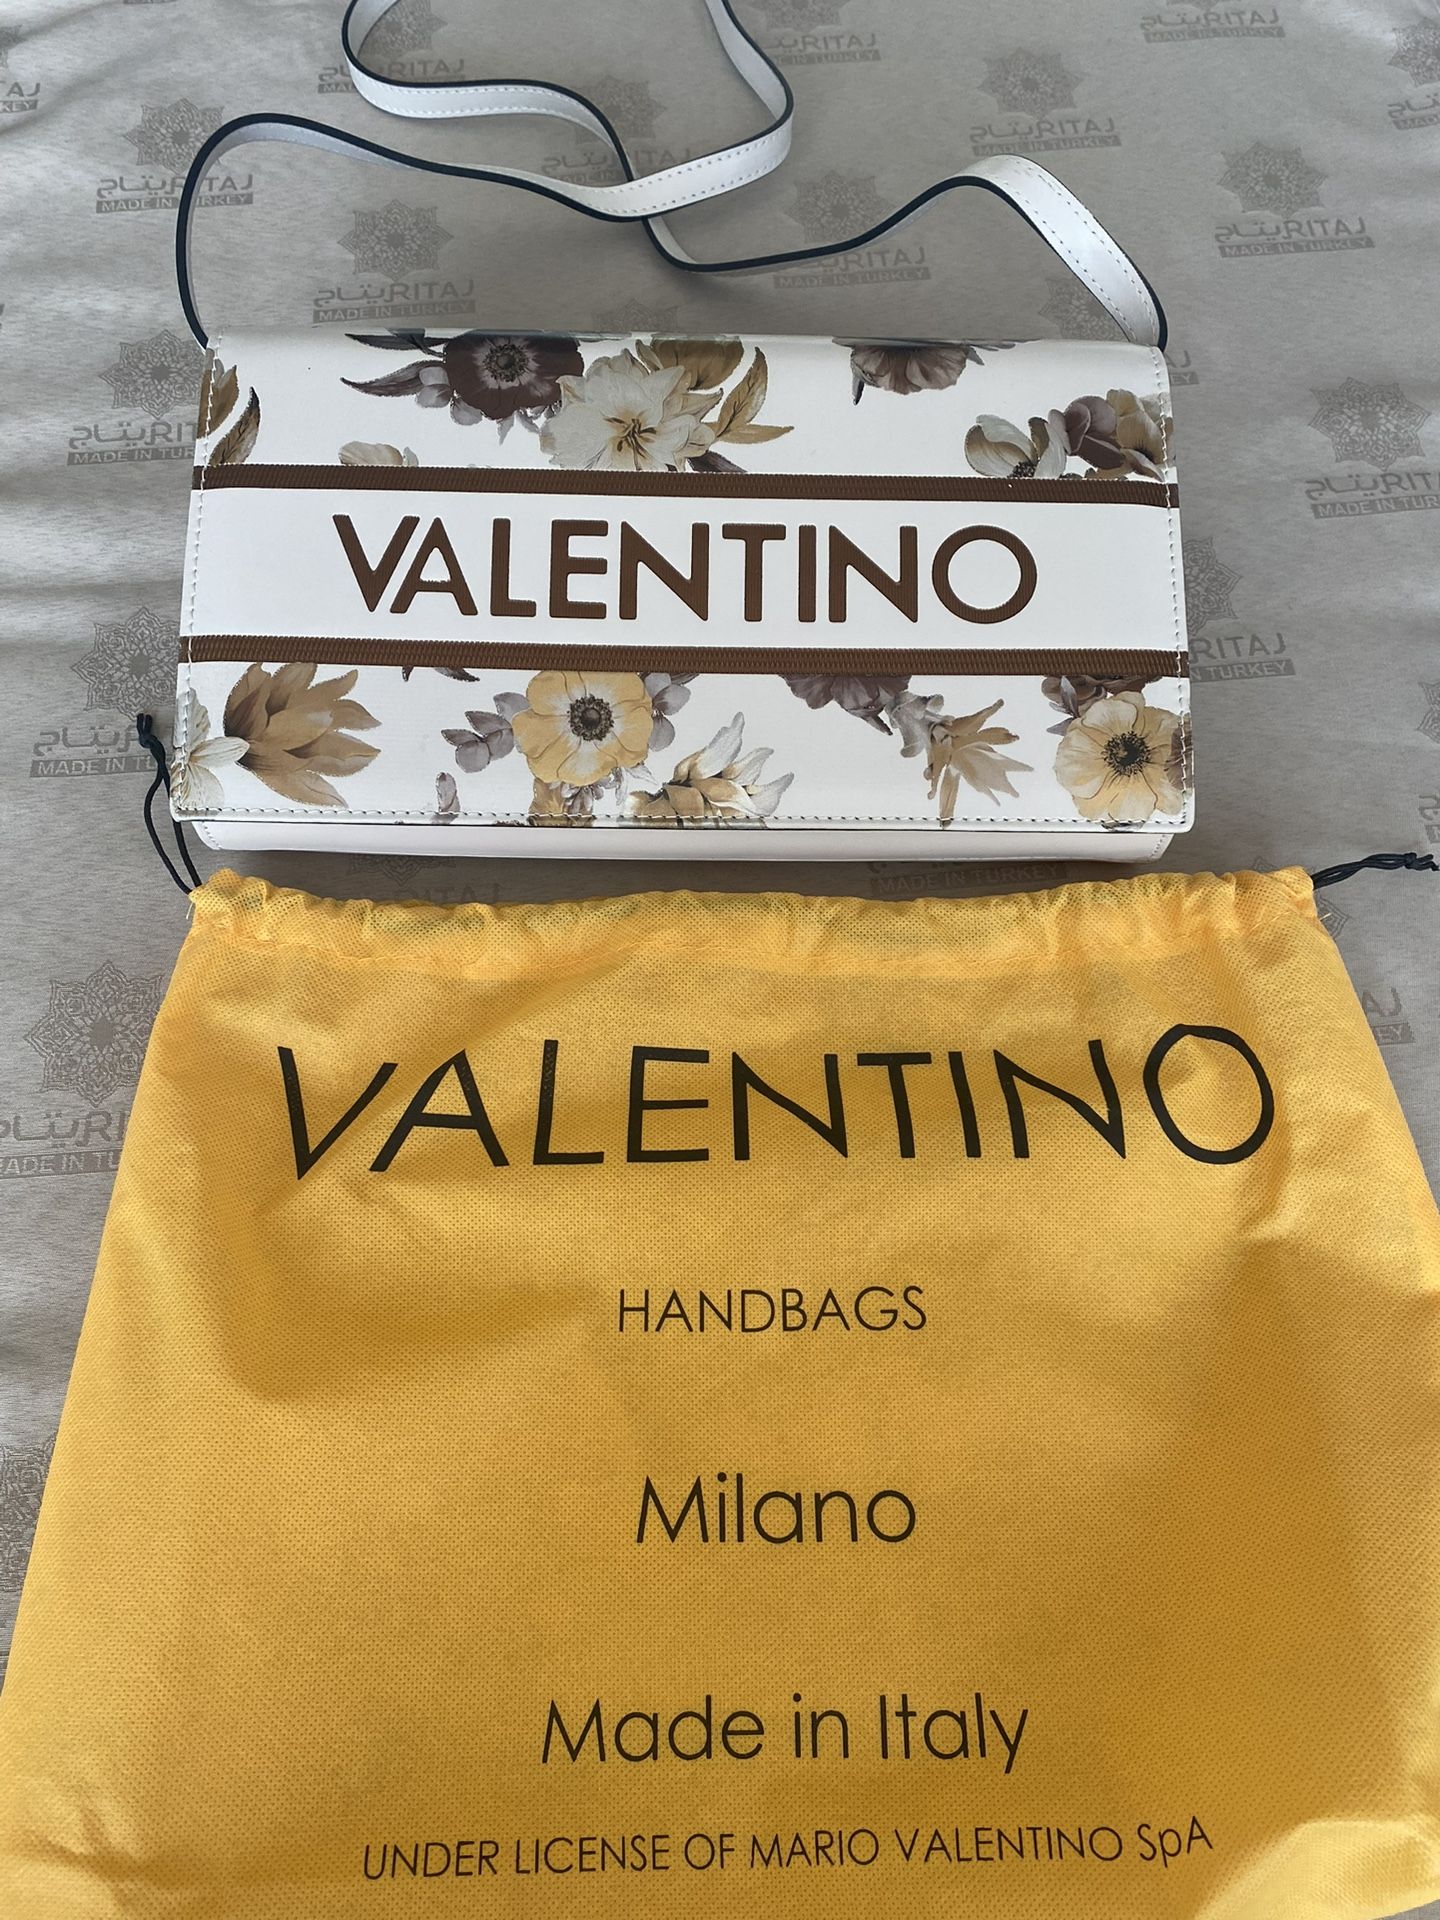 ريتاج RITAJ
MADE IN TURKEY
VALENTINO
VALENTINO
HANDBAGS
Milano
Made in Italy
UNDER LICENSE OF MARIO VALENTINO SpA